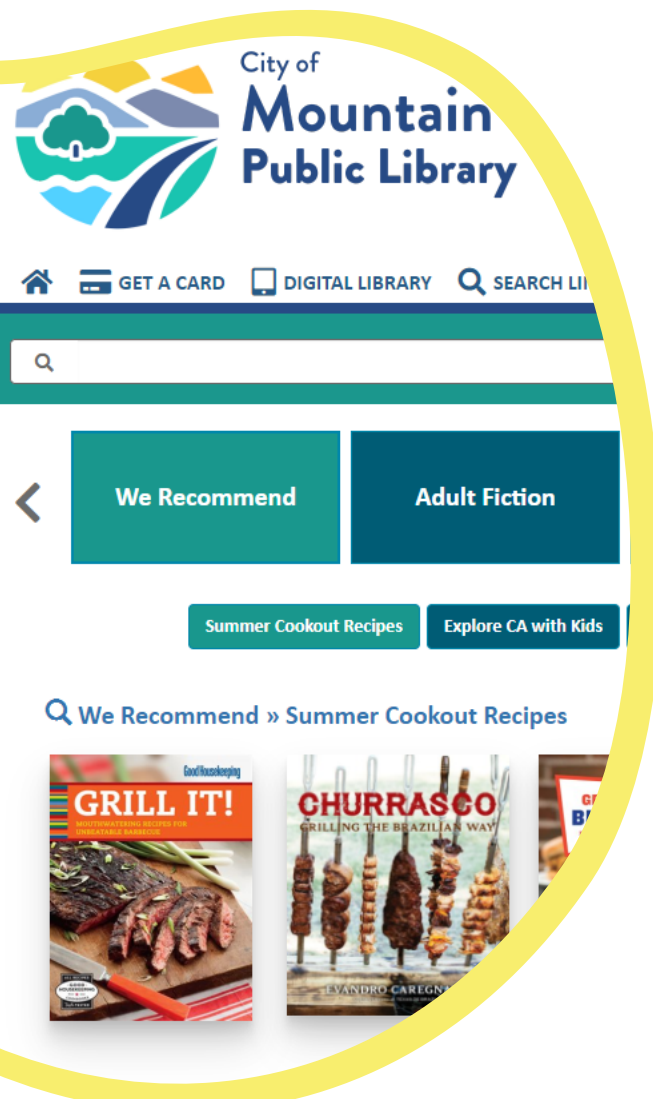 City of
Mountain
Public Library
GET A CARD DIGITAL LIBRARY SEARCH
We Recommend Adult Fiction
Summer Cookout Recipes Explore CA with Kids
We Recommend » Summer Cookout Recipes
Good Housekeeping
GRILL IT!
MOUTHWATERING RECIPES FOR
UNBEATABLE BARBECUE
CHURRASCO
GRILLING THE BRAZILIAN WAY
EVANDRO